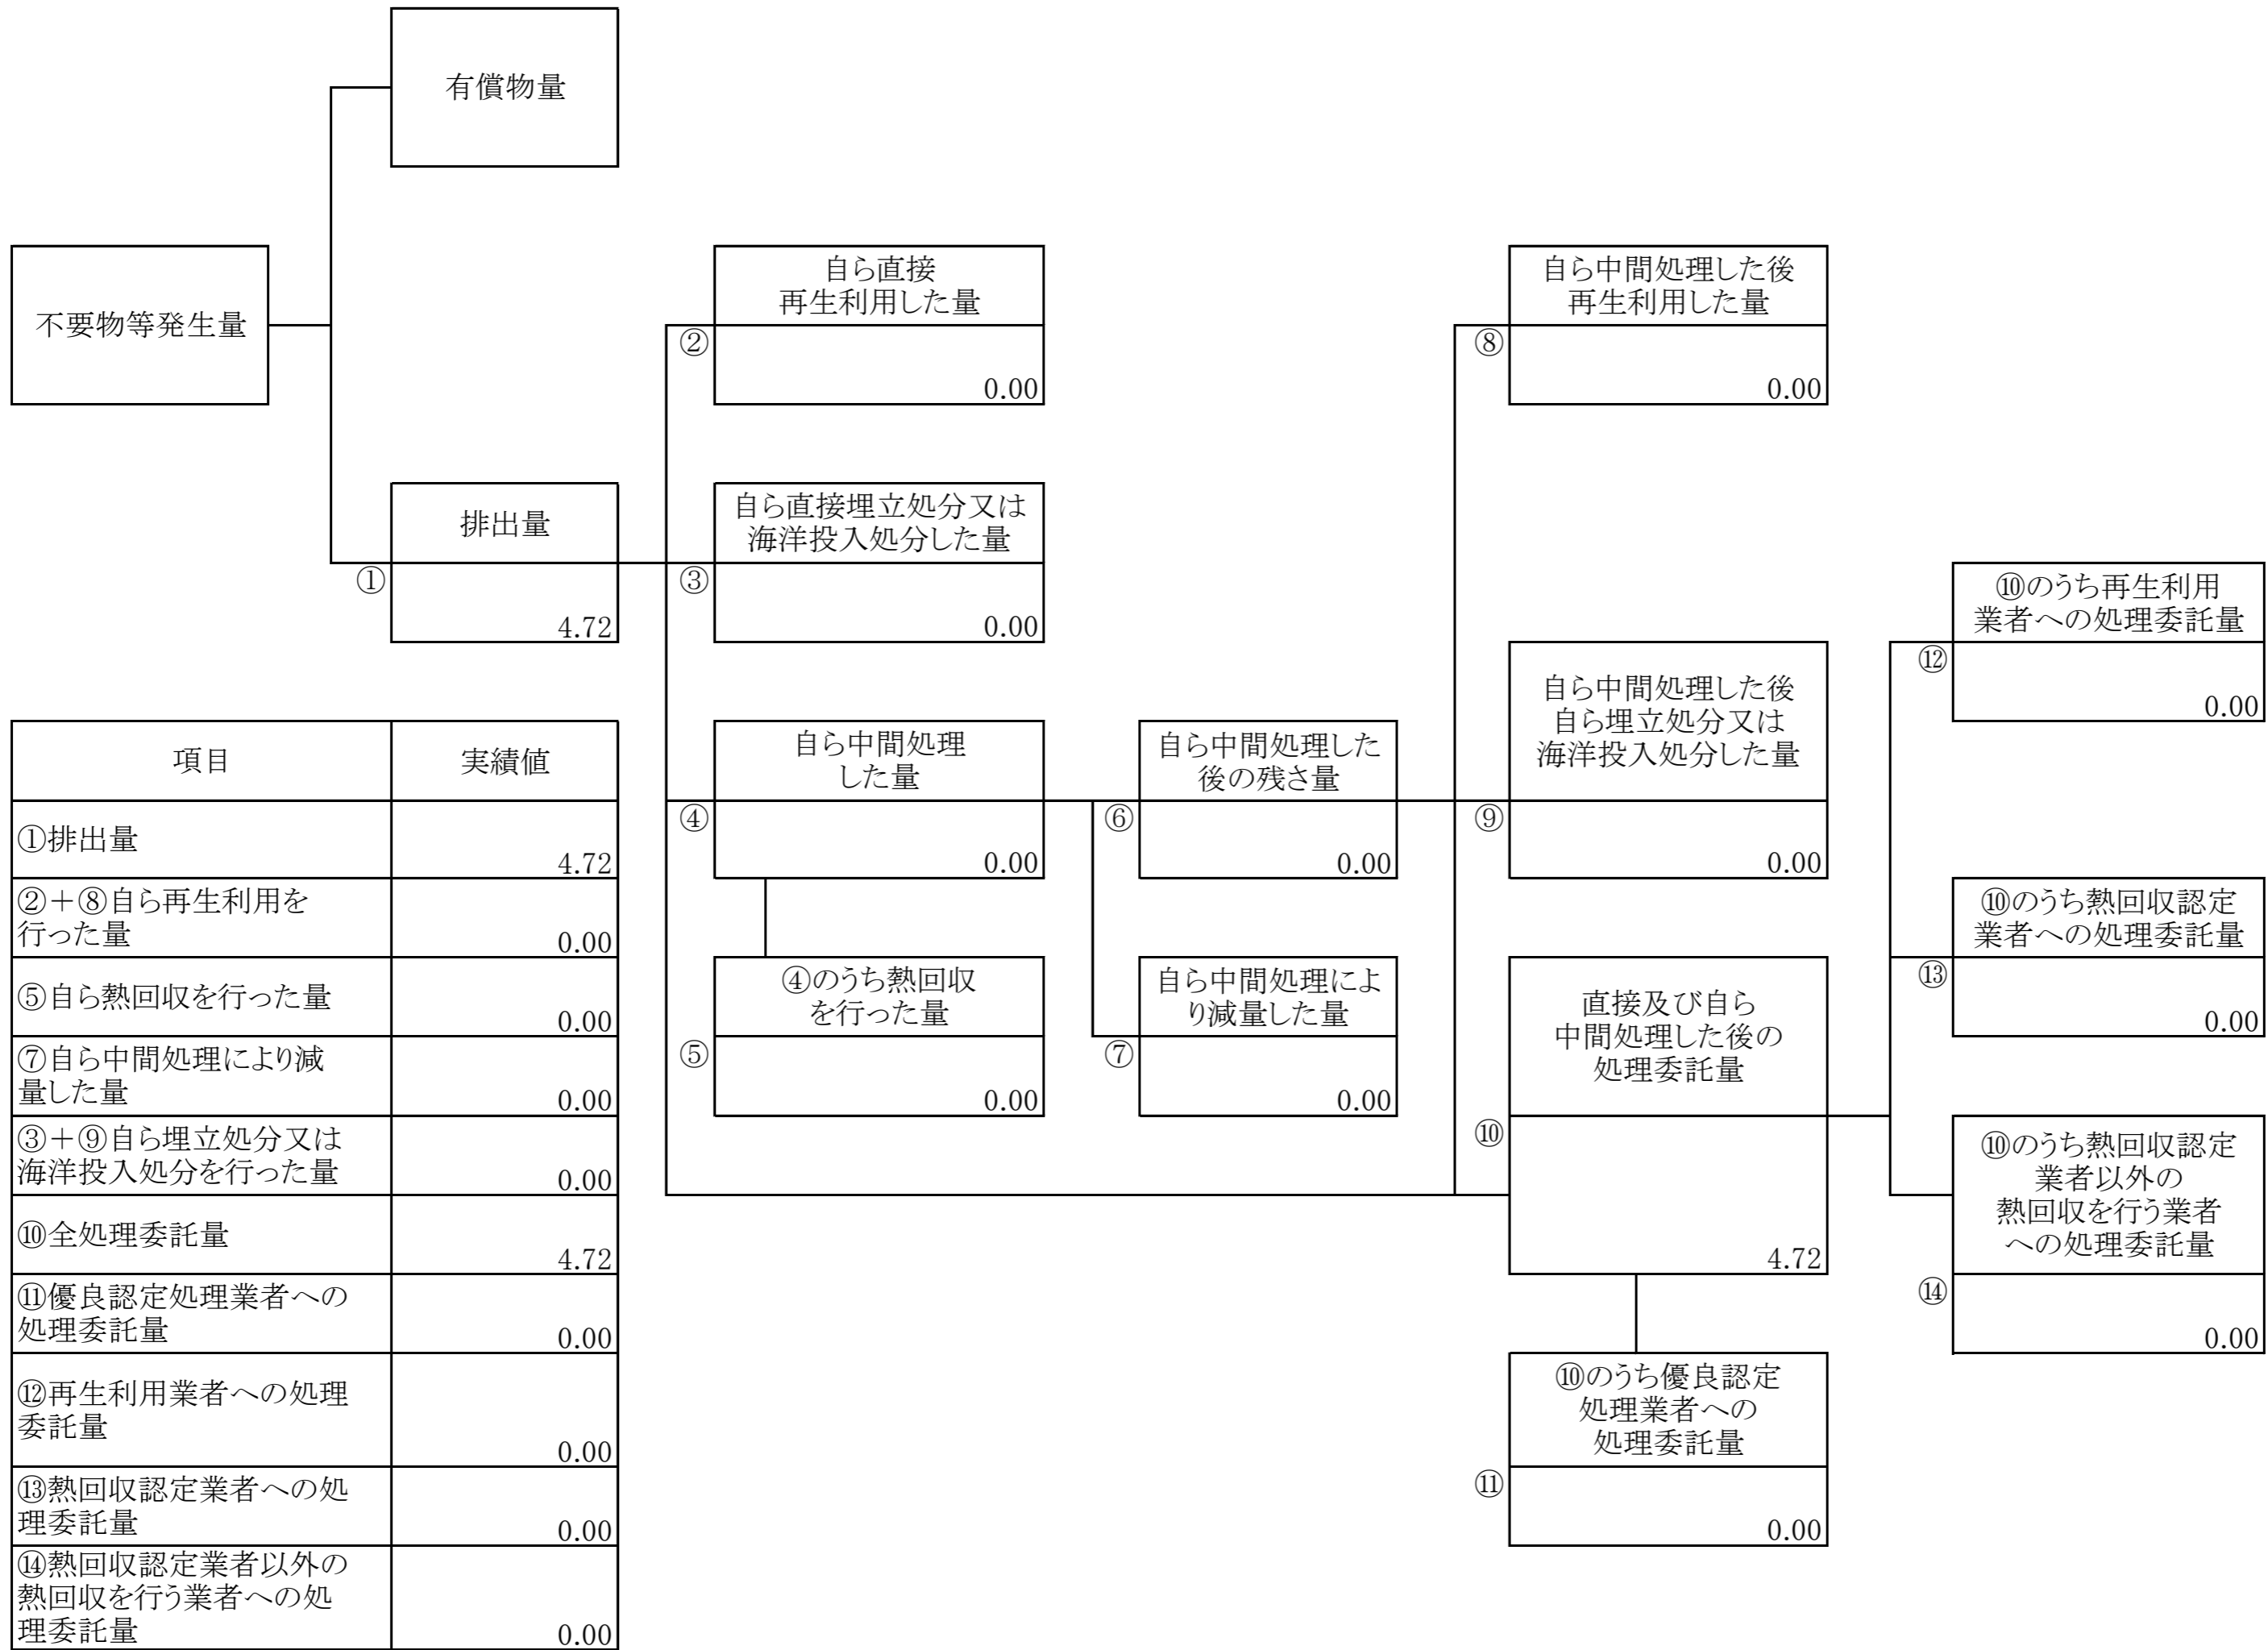 有償物量
不要物等発生量
排出量
①
4.72
自ら直接
再生利用した量
②
0.00
自ら直接埋立処分又は
海洋投入処分した量
③
0.00
自ら中間処理
した量
④
0.00
④のうち熱回収
を行った量
⑤
0.00
自ら中間処理した
後の残さ量
⑥
0.00
自ら中間処理によ
り減量した量
⑦
0.00
自ら中間処理した後
再生利用した量
⑧
0.00
自ら中間処理した後
自ら埋立処分又は
海洋投入処分した量
⑨
0.00
直接及び自ら
中間処理した後の
処理委託量
⑩
4.72
⑩のうち優良認定
処理業者への
処理委託量
⑪
0.00
⑩のうち再生利用
業者への処理委託量
⑫
0.00
⑩のうち熱回収認定
業者への処理委託量
⑬
0.00
⑩のうち熱回収認定
業者以外の
熱回収を行う業者
への処理委託量
⑭
0.00
項目 実績値
①排出量
4.72
②+⑧自ら再生利用を
行った量
0.00
⑤自ら熱回収を行った量
0.00
⑦自ら中間処理により減
量した量
0.00
③+⑨自ら埋立処分又は
海洋投入処分を行った量
0.00
⑩全処理委託量
4.72
⑪優良認定処理業者への
処理委託量
0.00
⑫再生利用業者への処理
委託量
0.00
⑬熱回収認定業者への処
理委託量
0.00
⑭熱回収認定業者以外の
熱回収を行う業者への処
理委託量
0.00